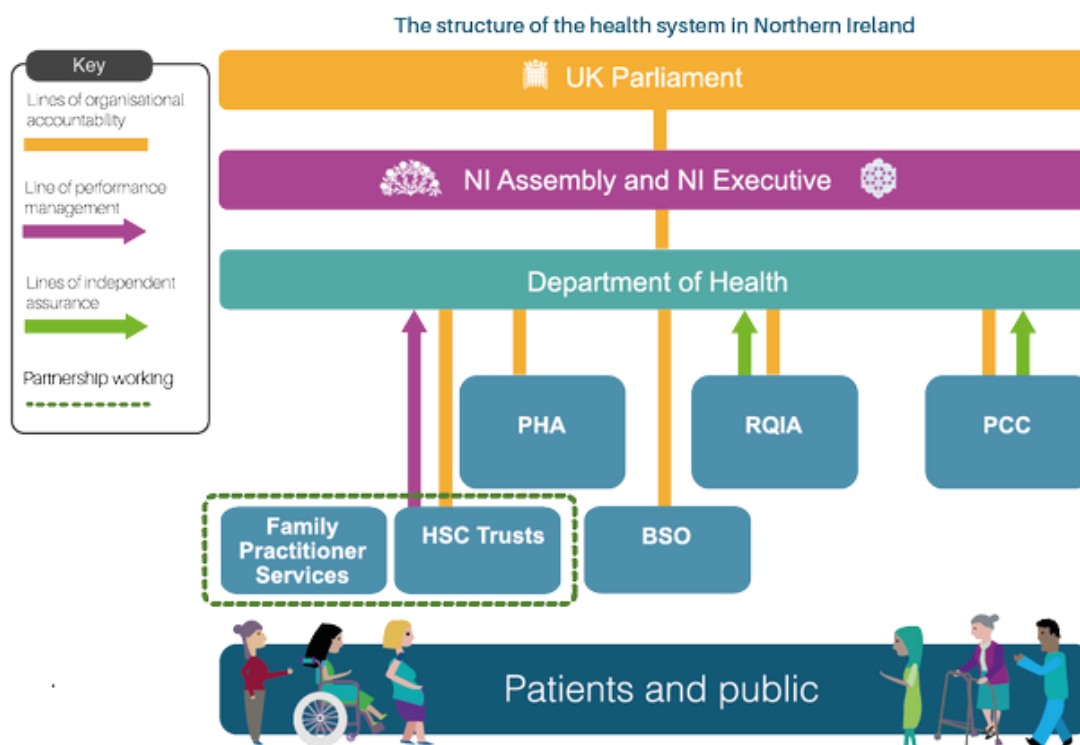 The structure of the health system in Northern Ireland
Key
Lines of organisational
accountability
Line of performance
management
Lines of independent
assurance
Partnership working
UK Parliament
NI Assembly and NI Executive
Department of Health
PHA
RQIA
PCC
Family
Practitioner
Services
HSC Trusts
BSO
Patients and public